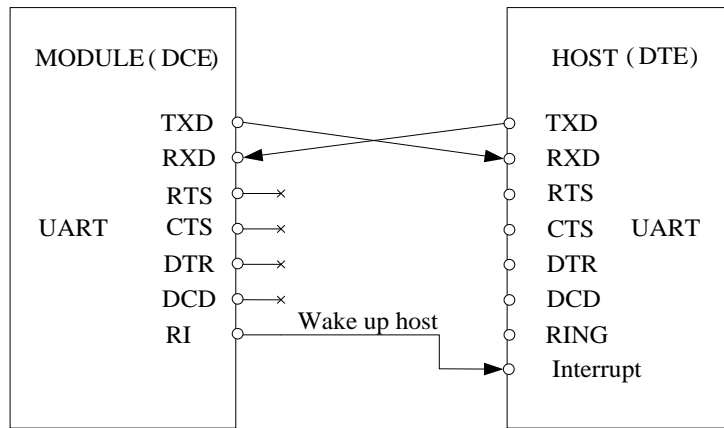 MODULE (DCE)
HOST (DTE)
TXD
TXD
RXD
RXD
RTS
RTS
UART
CTS
CTS
UART
DTR
DTR
DCD
DCD
RI
Wake up host
RING
Interrupt